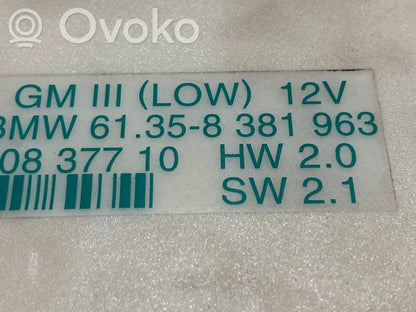 Ovoko
GM III (LOW) 12V
BMW 61.35-8 381 963
08 377 10 HW 2.0
SW 2.1